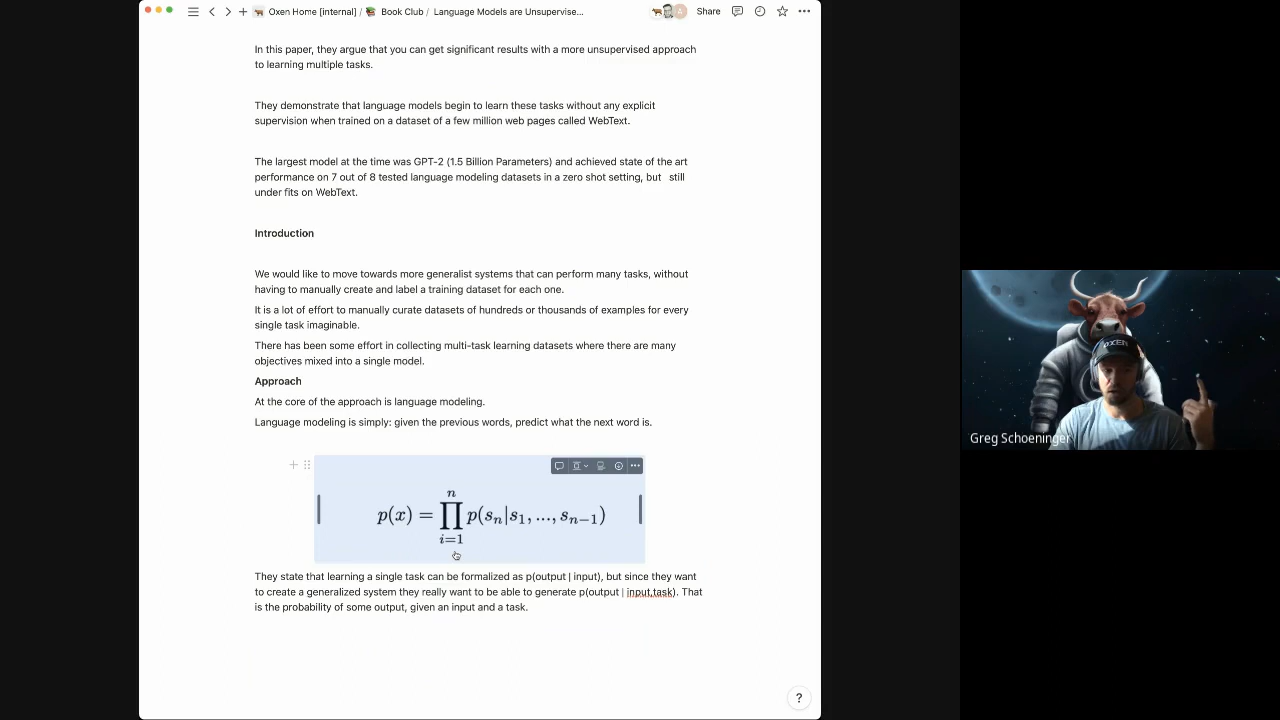 Oxen Home [internal] / Book Club / Language Models are Unsupervise...
Share
In this paper, they argue that you can get significant results with a more unsupervised approach
to learning multiple tasks.
They demonstrate that language models begin to learn these tasks without any explicit
supervision when trained on a dataset of a few million web pages called WebText.
The largest model at the time was GPT-2 (1.5 Billion Parameters) and achieved state of the art
performance on 7 out of 8 tested language modeling datasets in a zero shot setting, but still
under fits on WebText.
Introduction
We would like to move towards more generalist systems that can perform many tasks, without
having to manually create and label a training dataset for each one.
It is a lot of effort to manually curate datasets of hundreds or thousands of examples for every
single task imaginable.
There has been some effort in collecting multi-task learning datasets where there are many
objectives mixed into a single model.
Approach
At the core of the approach is language modeling.
Language modeling is simply: given the previous words, predict what the next word is.
p(x) = ∏_{i=1}^{n} p(s_n|s_1, ..., s_{n-1})
They state that learning a single task can be formalized as p(output | input), but since they want
to create a generalized system they really want to be able to generate p(output | input,task). That
is the probability of some output, given an input and a task.
?
OXEN
OXEN
Greg Schoeninger